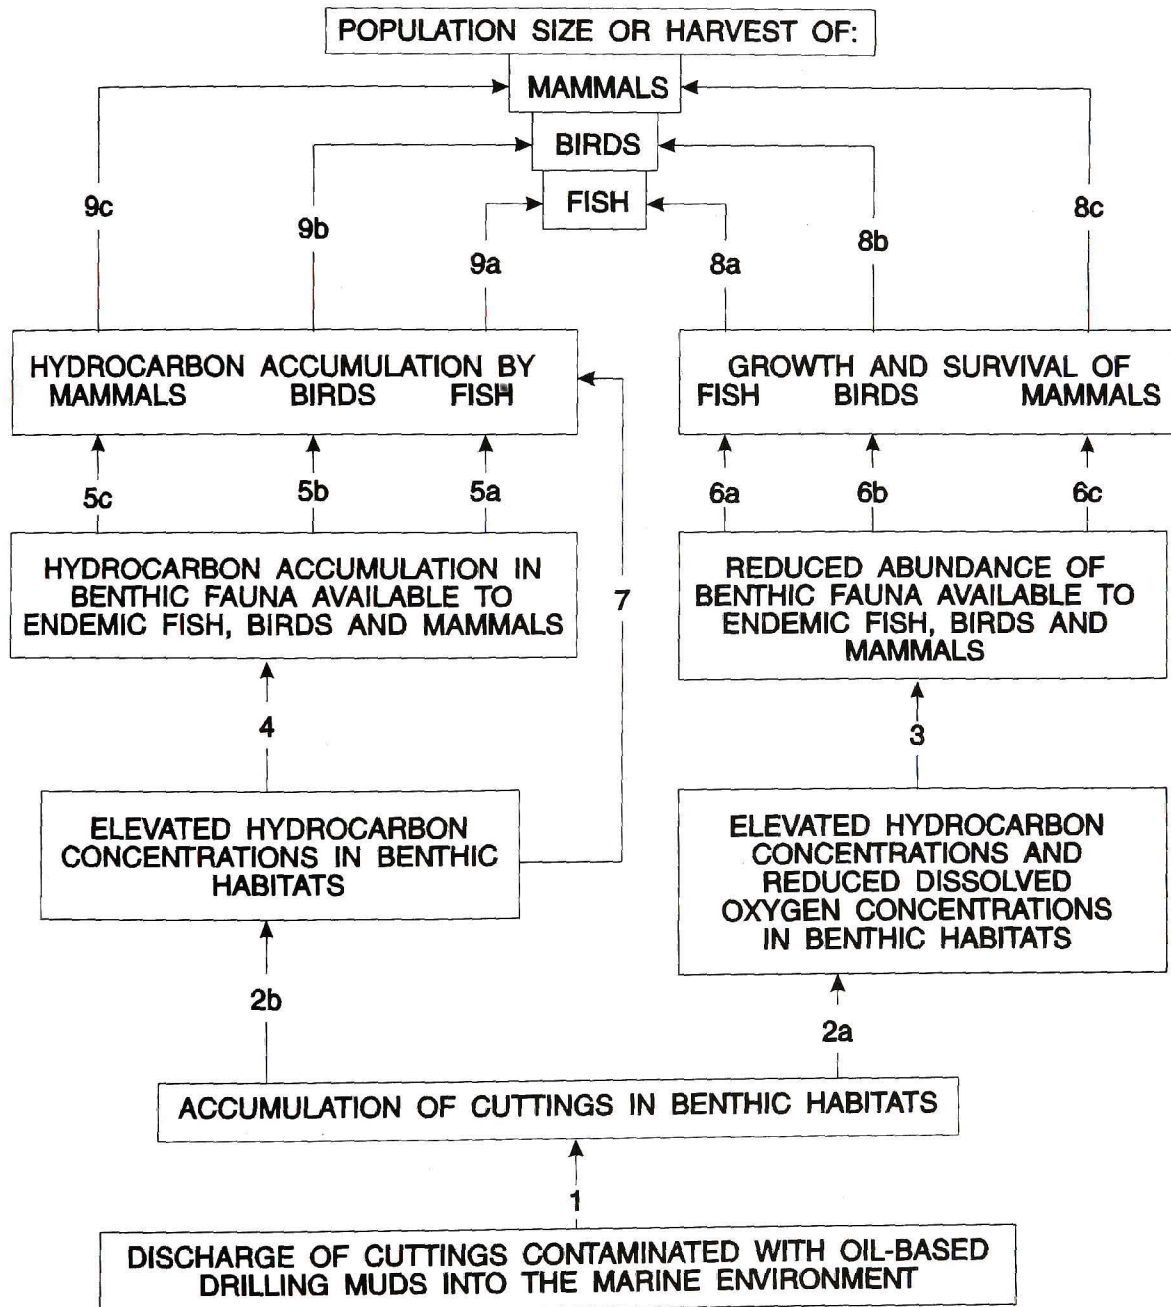 POPULATION SIZE OR HARVEST OF:
MAMMALS
BIRDS
FISH
9c
9b
9a
8a
8b
8c
HYDROCARBON ACCUMULATION BY
MAMMALS BIRDS FISH
GROWTH AND SURVIVAL OF
FISH BIRDS MAMMALS
5c
5b
5a
6a
6b
6c
HYDROCARBON ACCUMULATION IN
BENTHIC FAUNA AVAILABLE TO
ENDEMIC FISH, BIRDS AND MAMMALS
7
REDUCED ABUNDANCE OF
BENTHIC FAUNA AVAILABLE TO
ENDEMIC FISH, BIRDS AND
MAMMALS
4
3
ELEVATED HYDROCARBON
CONCENTRATIONS IN BENTHIC
HABITATS
ELEVATED HYDROCARBON
CONCENTRATIONS AND
REDUCED DISSOLVED
OXYGEN CONCENTRATIONS
IN BENTHIC HABITATS
2b
2a
ACCUMULATION OF CUTTINGS IN BENTHIC HABITATS
1
DISCHARGE OF CUTTINGS CONTAMINATED WITH OIL-BASED
DRILLING MUDS INTO THE MARINE ENVIRONMENT